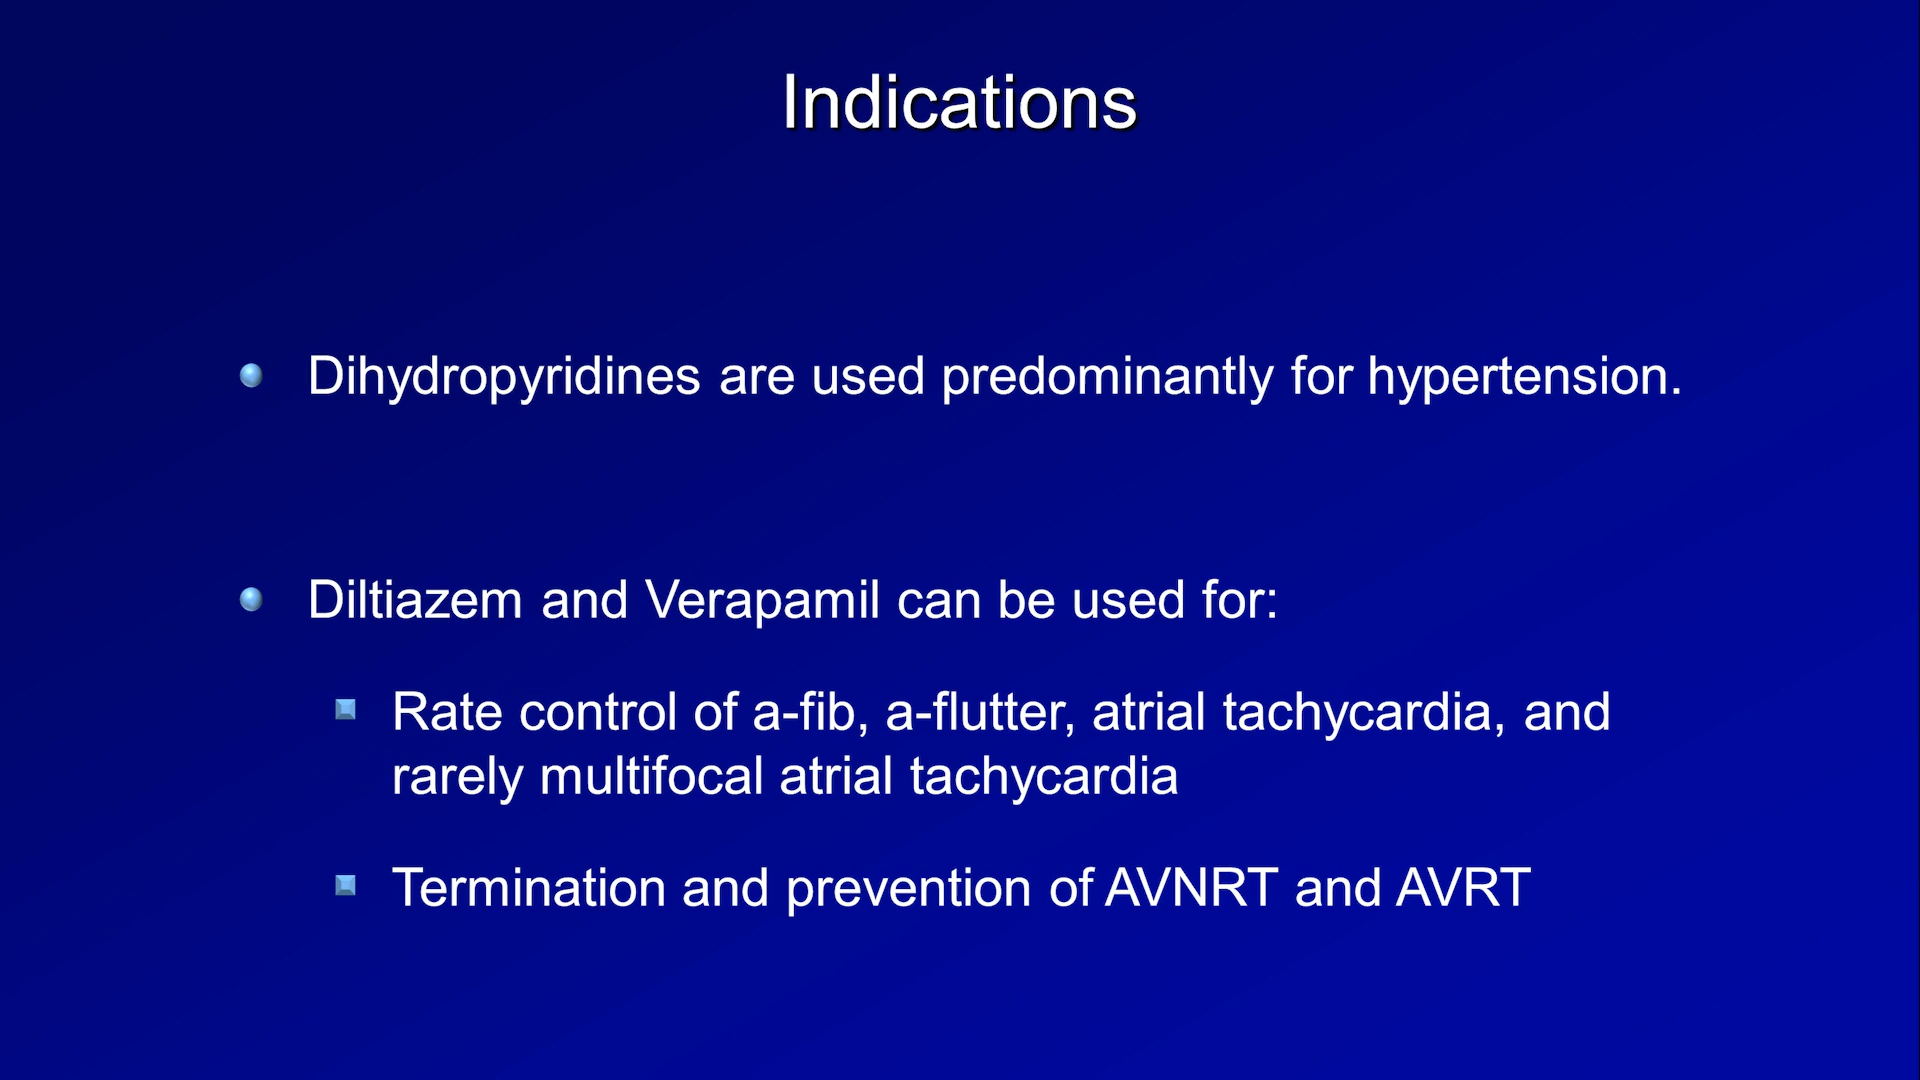 Indications
Dihydropyridines are used predominantly for hypertension.
Diltiazem and Verapamil can be used for:
Rate control of a-fib, a-flutter, atrial tachycardia, and
rarely multifocal atrial tachycardia
Termination and prevention of AVNRT and AVRT